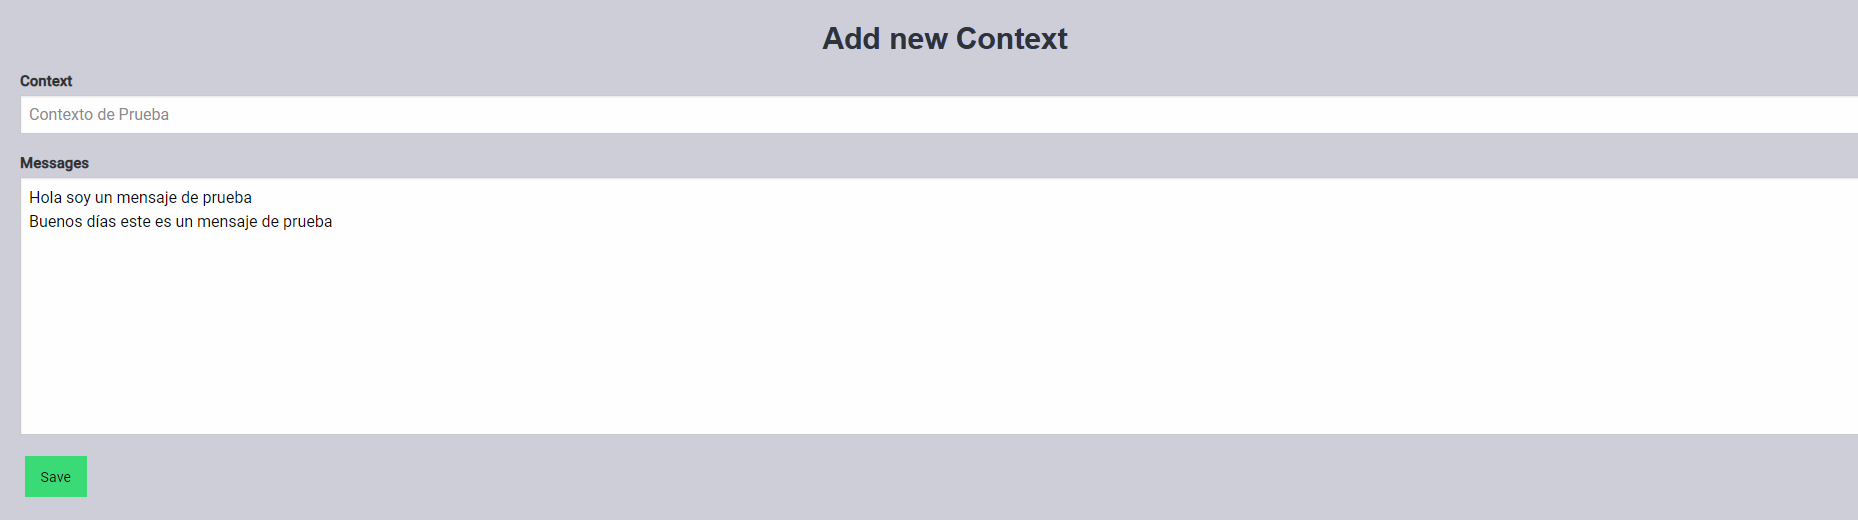 Add new Context
Context
Contexto de Prueba
Messages
Hola soy un mensaje de prueba
Buenos días este es un mensaje de prueba
Save